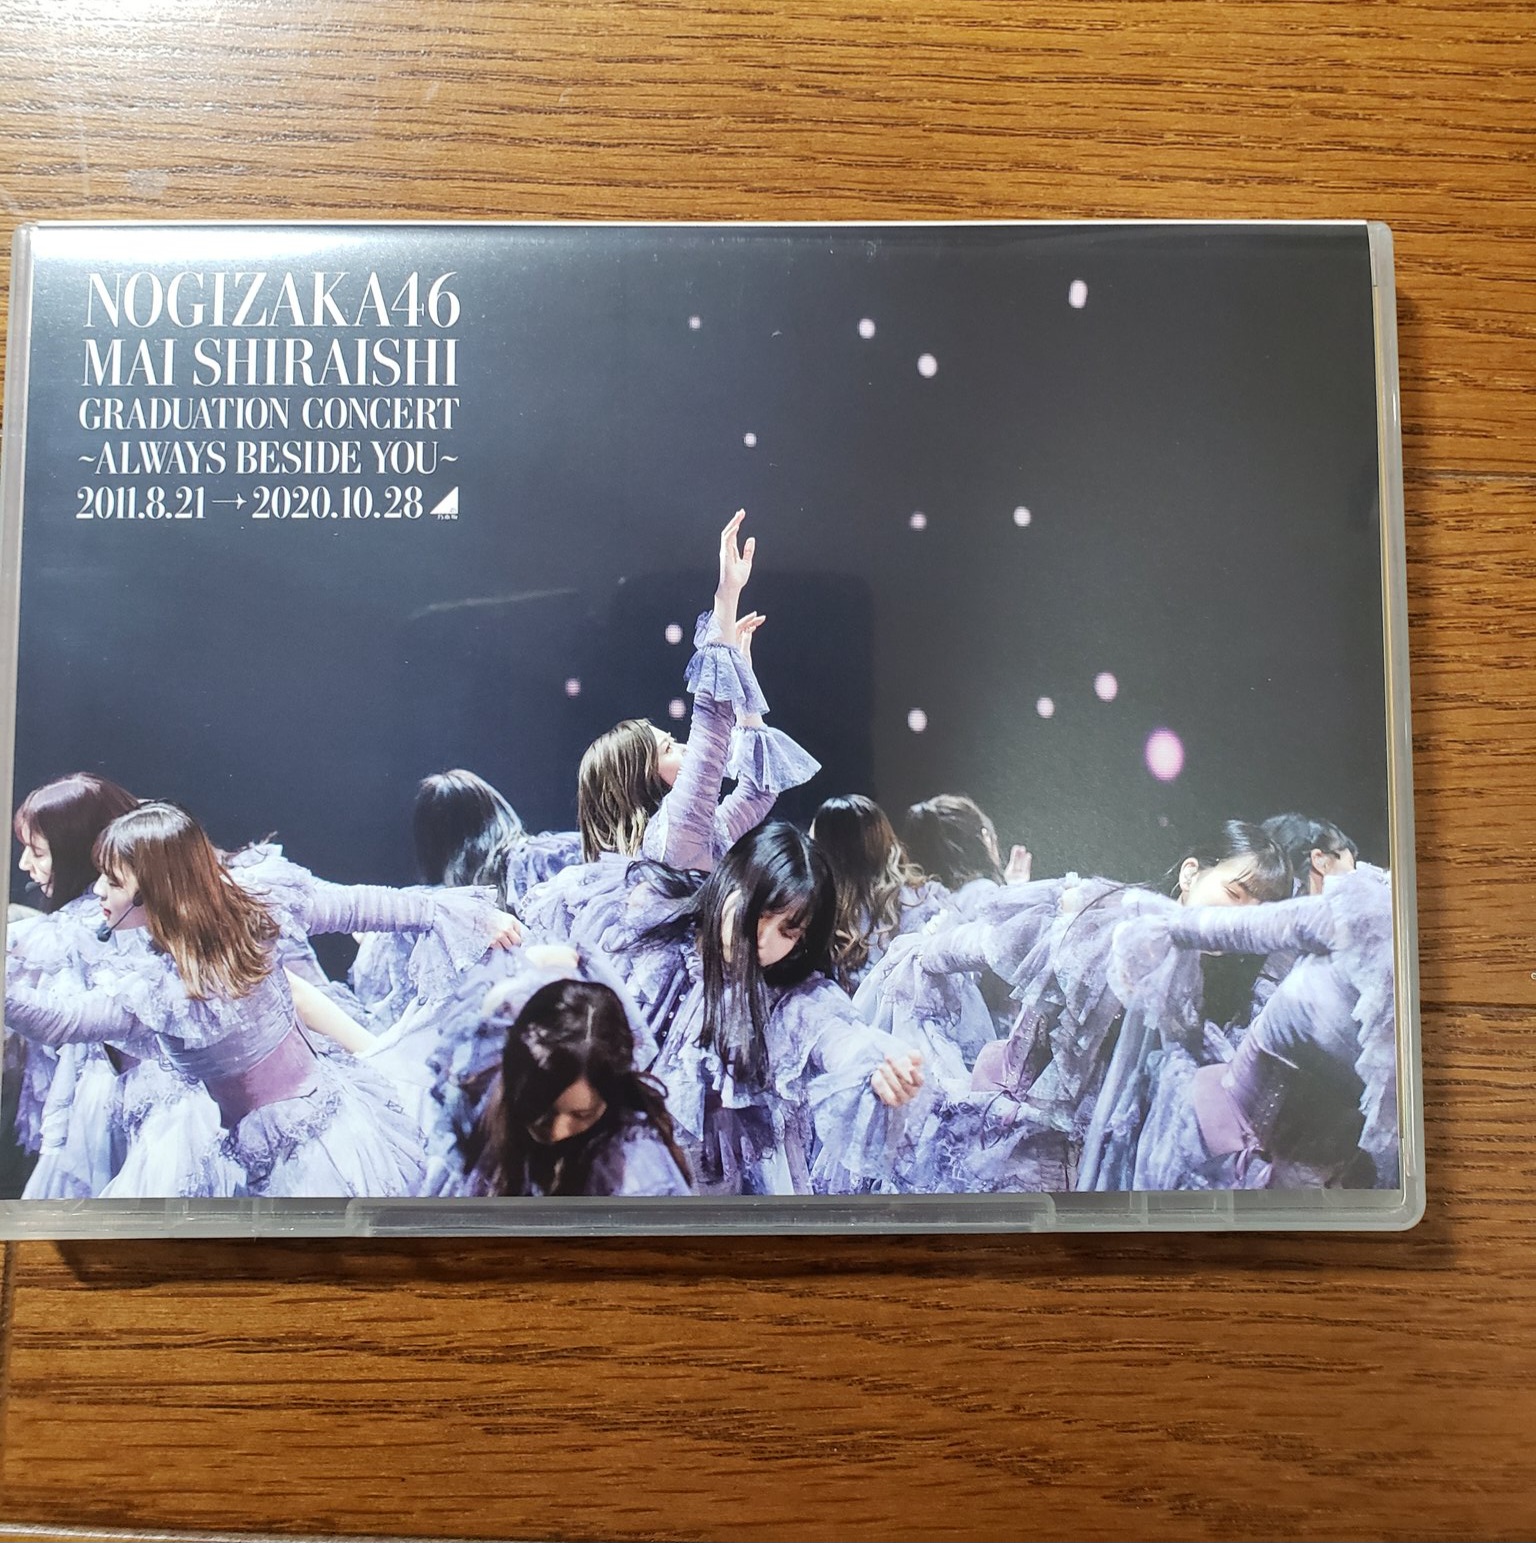 NOGIZAKA46
MAI SHIRAISHI
GRADUATION CONCERT
~ALWAYS BESIDE YOU~
2011.8.21→2020.10.28